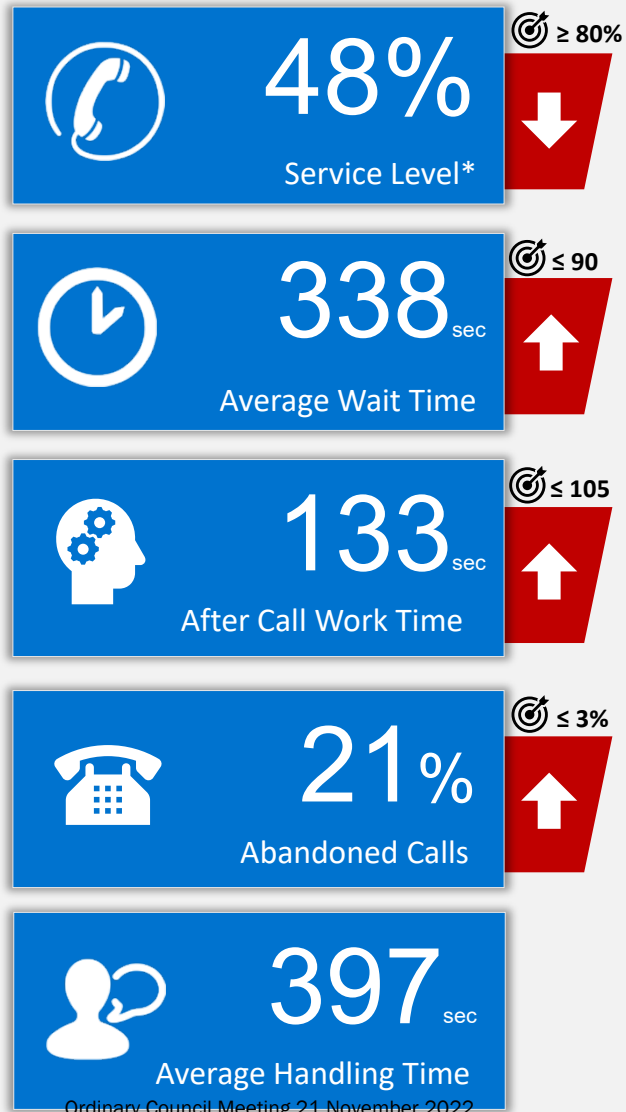 48%
≥ 80%
Service Level*
338 sec
≤ 90
Average Wait Time
133 sec
≤ 105
After Call Work Time
21%
≤ 3%
Abandoned Calls
397 sec
Average Handling Time
Ordinary Council Meeting 21 November 2022